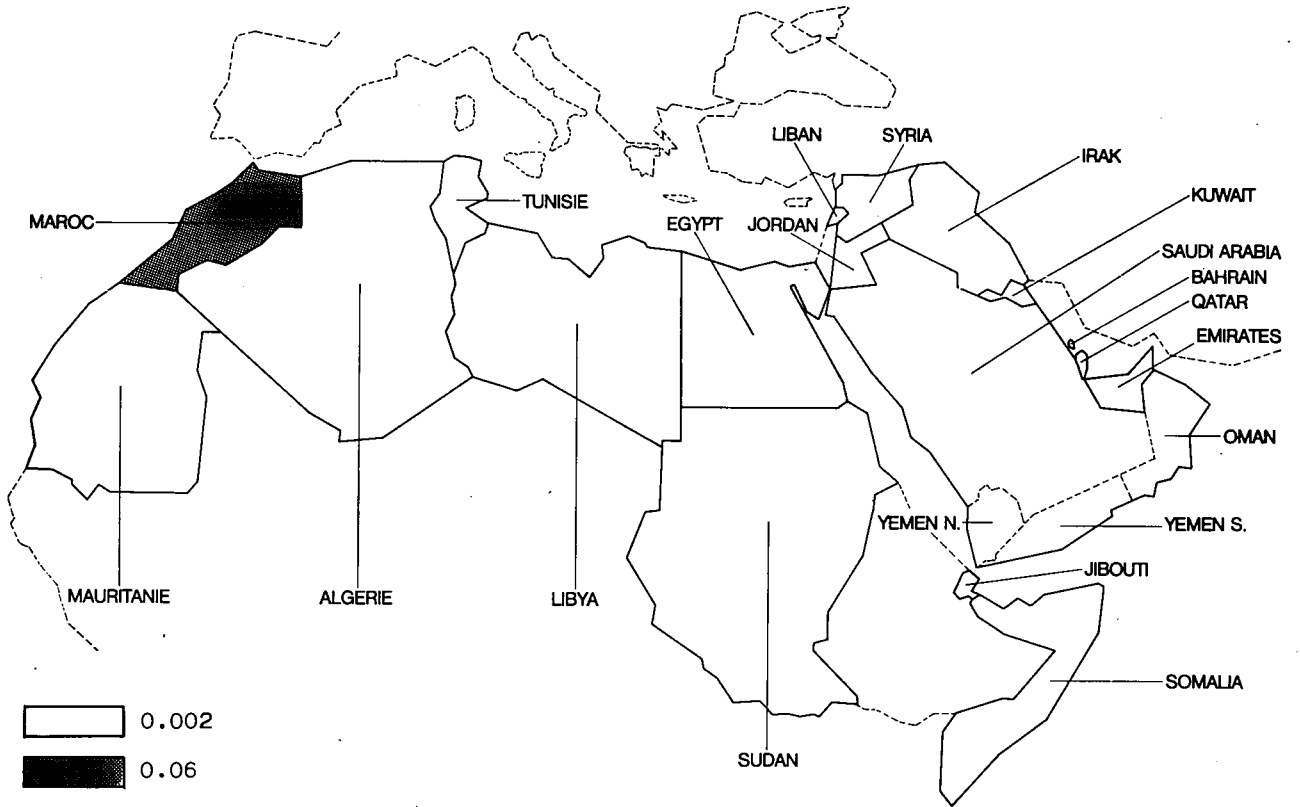 LIBAN
SYRIA
IRAK
KUWAIT
MAROC
TUNISIE
EGYPT
JORDAN
SAUDI ARABIA
BAHRAIN
QATAR
EMIRATES
OMAN
YEMEN N.
YEMEN S.
JIBOUTI
MAURITANIE
ALGERIE
LIBYA
SOMALIA
0.002
SUDAN
0.06